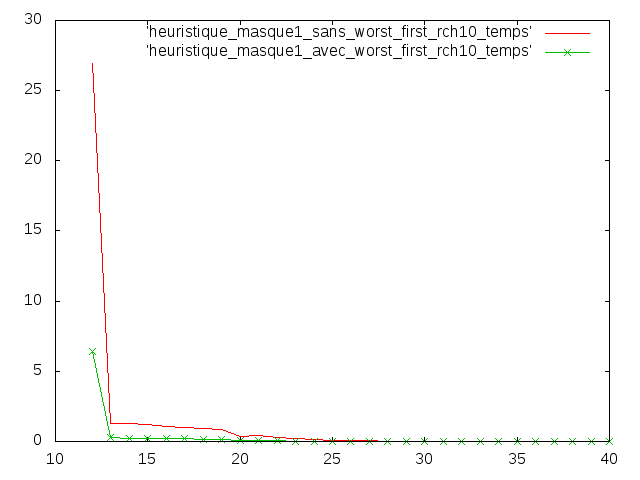 'heuristique_masque1_sans_worst_first_rch10_temps'
'heuristique_masque1_avec_worst_first_rch10_temps'
30
25
20
15
10
5
0
10 15 20 25 30 35 40